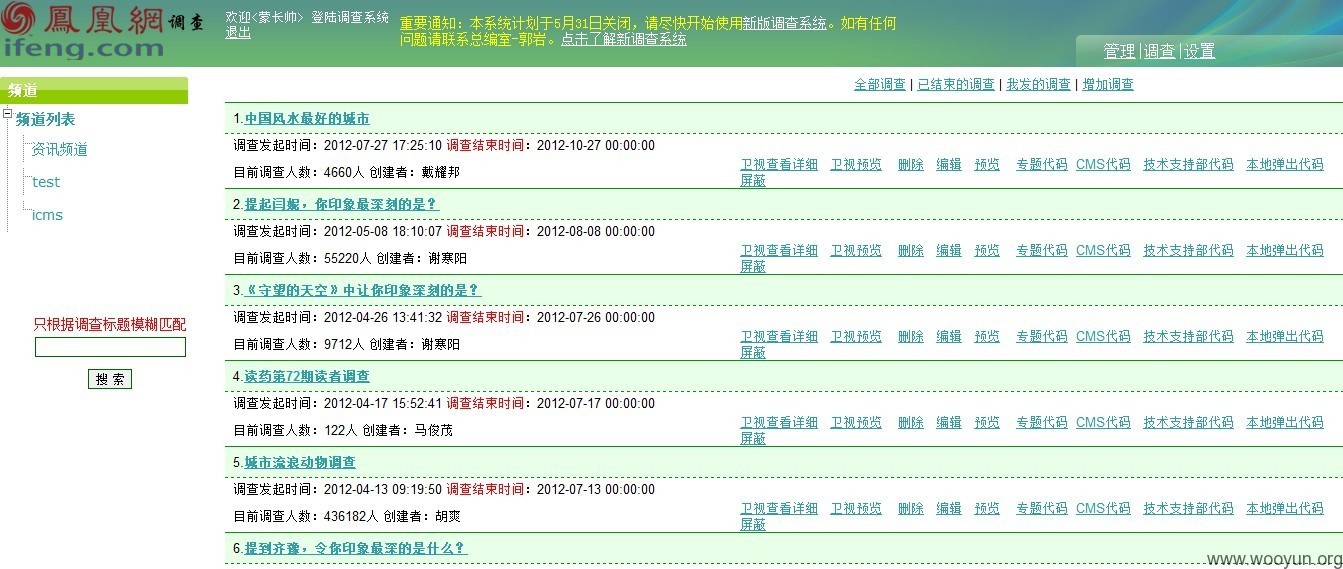 鳳凰網 调查
ifeng.com
欢迎<蒙长帅> 登陆调查系统
退出
重要通知：本系统计划于5月31日关闭，请尽快开始使用新版调查系统。如有任何
问题请联系总编室-郭岩。点击了解新调查系统
管理|调查|设置
全部调查 | 已结束的调查 | 我发的调查 | 增加调查
频道
频道列表
资讯频道
test
icms
只根据调查标题模糊匹配
搜 索
1.中国风水最好的城市
调查发起时间：2012-07-27 17:25:10 调查结束时间：2012-10-27 00:00:00
目前调查人数：4660人 创建者：戴耀邦
卫视查看详细 卫视预览 删除 编辑 预览 专题代码 CMS代码 技术支持部代码 本地弹出代码
屏蔽
2.提起闫妮，你印象最深刻的是？
调查发起时间：2012-05-08 18:10:07 调查结束时间：2012-08-08 00:00:00
目前调查人数：55220人 创建者：谢寒阳
卫视查看详细 卫视预览 删除 编辑 预览 专题代码 CMS代码 技术支持部代码 本地弹出代码
屏蔽
3.《守望的天空》中让你印象深刻的是？
调查发起时间：2012-04-26 13:41:32 调查结束时间：2012-07-26 00:00:00
目前调查人数：9712人 创建者：谢寒阳
卫视查看详细 卫视预览 删除 编辑 预览 专题代码 CMS代码 技术支持部代码 本地弹出代码
屏蔽
4.读药第72期读者调查
调查发起时间：2012-04-17 15:52:41 调查结束时间：2012-07-17 00:00:00
目前调查人数：122人 创建者：马俊茂
卫视查看详细 卫视预览 删除 编辑 预览 专题代码 CMS代码 技术支持部代码 本地弹出代码
屏蔽
5.城市流浪动物调查
调查发起时间：2012-04-13 09:19:50 调查结束时间：2012-07-13 00:00:00
目前调查人数：436182人 创建者：胡爽
卫视查看详细 卫视预览 删除 编辑 预览 专题代码 CMS代码 技术支持部代码 本地弹出代码
屏蔽
6.提到齐豫，令你印象最深的是什么？
www.wooyun.org